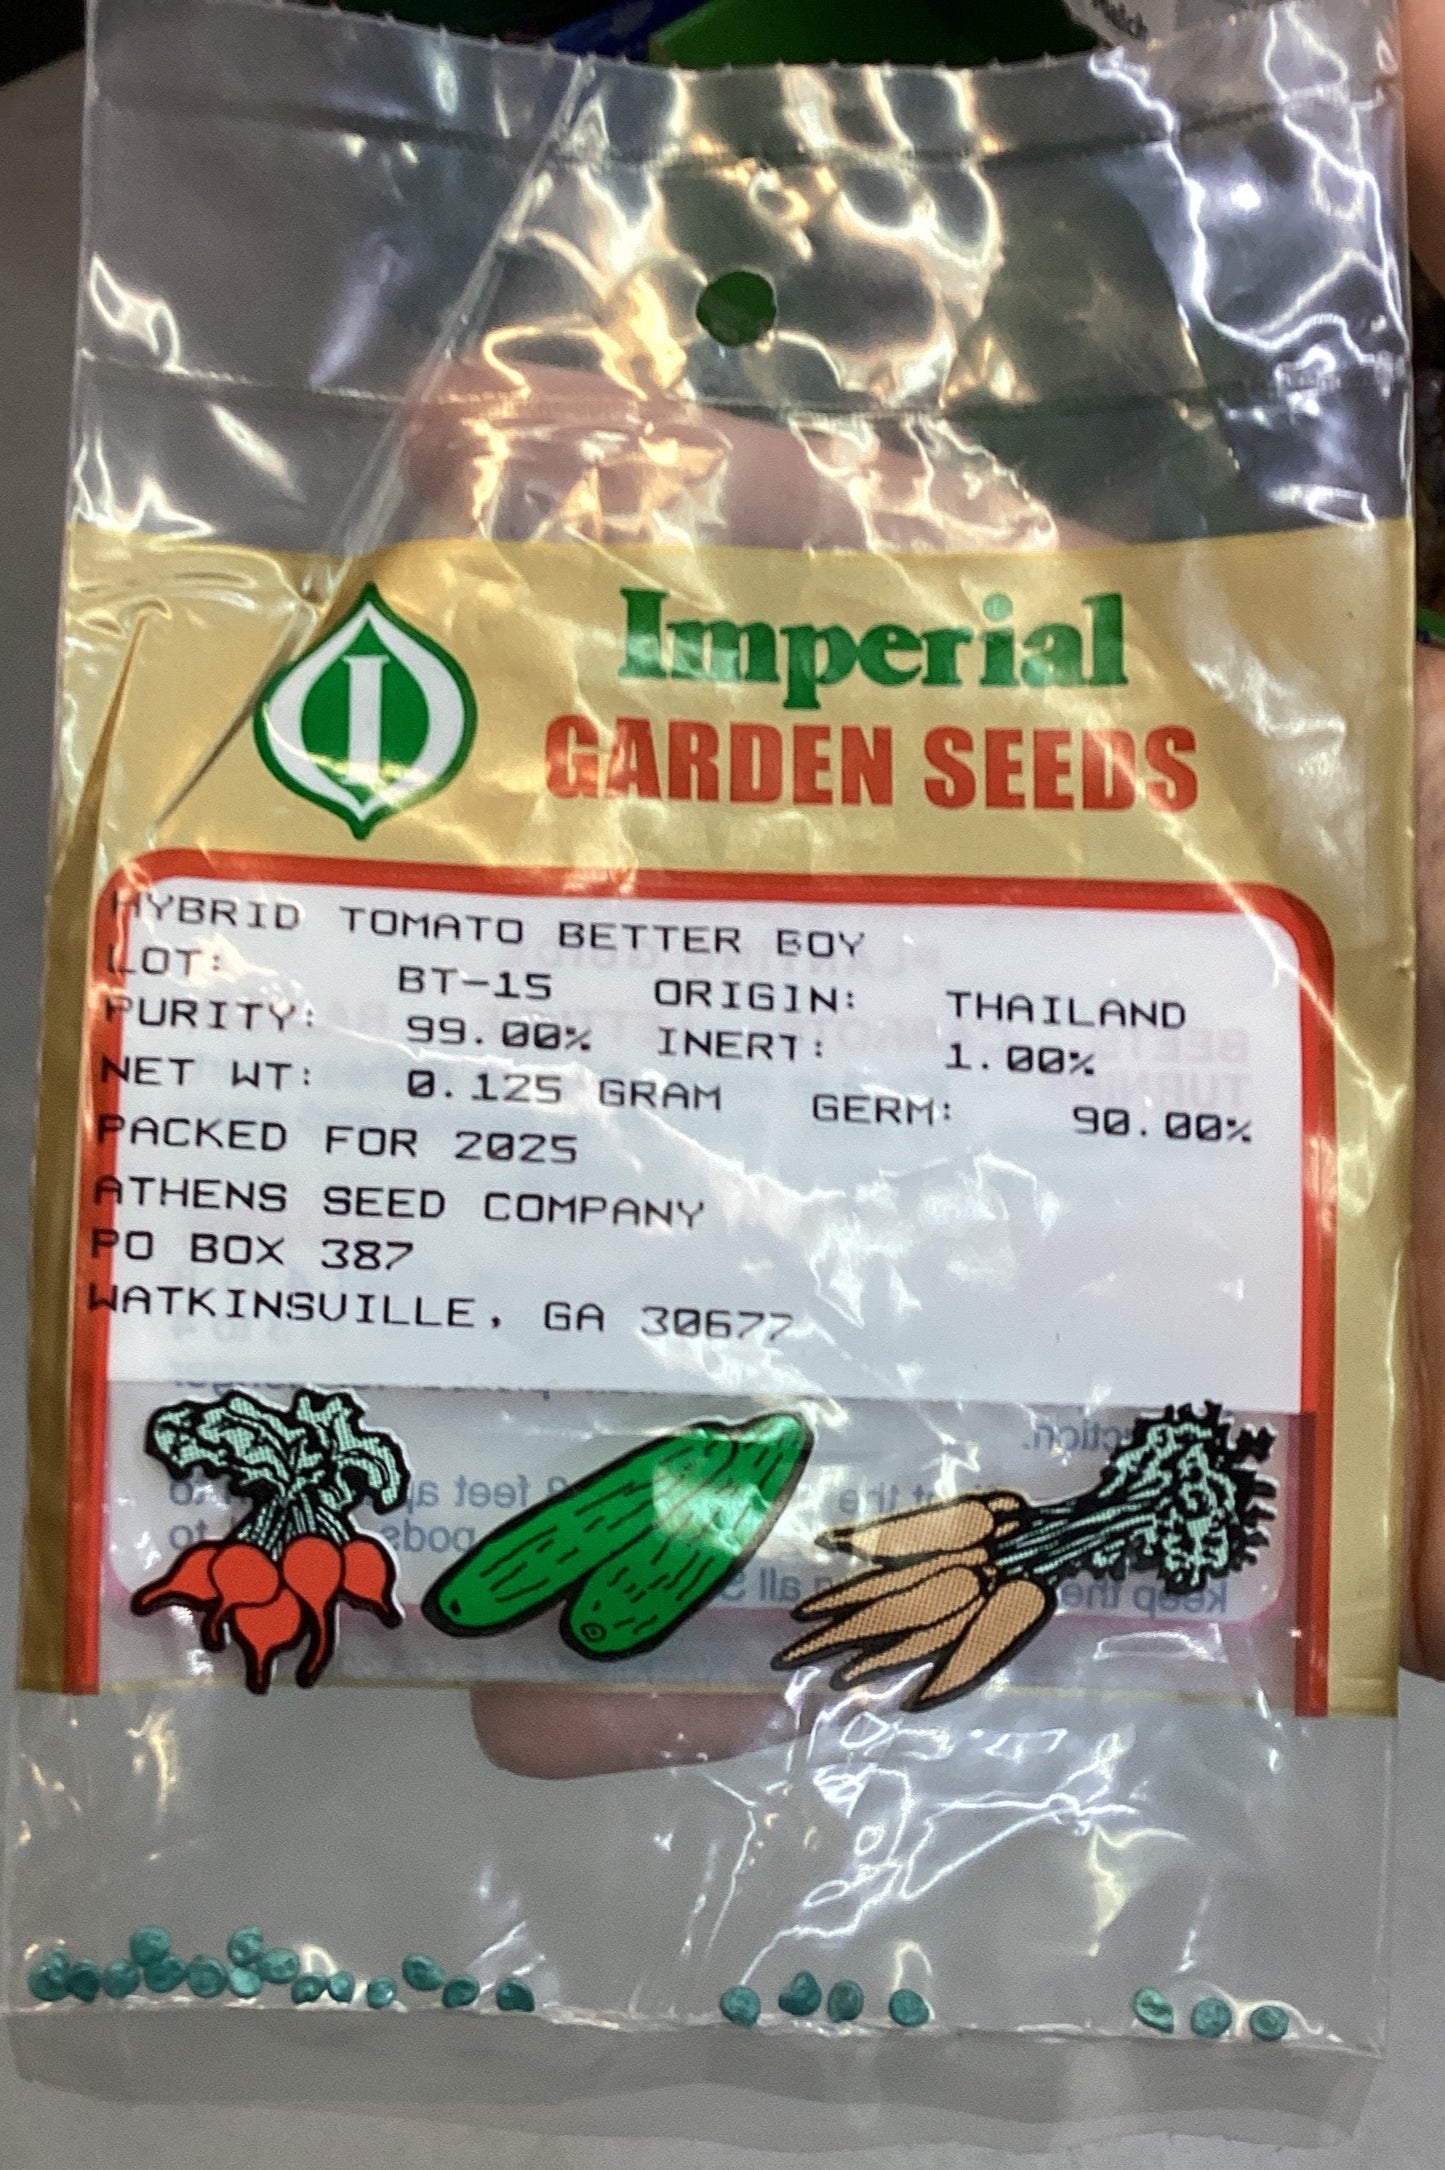 Imperial
GARDEN SEEDS
HYBRID TOMATO BETTER BOY
LOT: BT-15 ORIGIN: THAILAND
PURITY: 99.00% INERT: 1.00%
NET WT: 0.125 GRAM GERM: 90.00%
PACKED FOR 2025
ATHENS SEED COMPANY
PO BOX 387
WATKINSVILLE, GA 30677